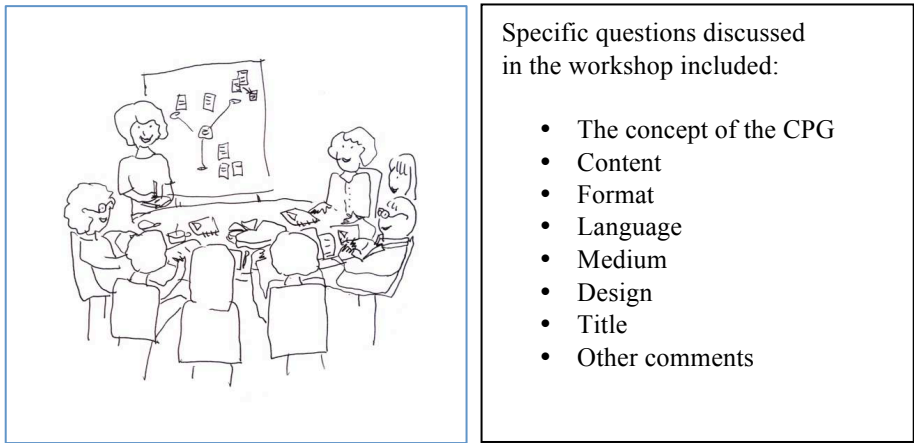 Specific questions discussed
in the workshop included:
• The concept of the CPG
• Content
• Format
• Language
• Medium
• Design
• Title
• Other comments